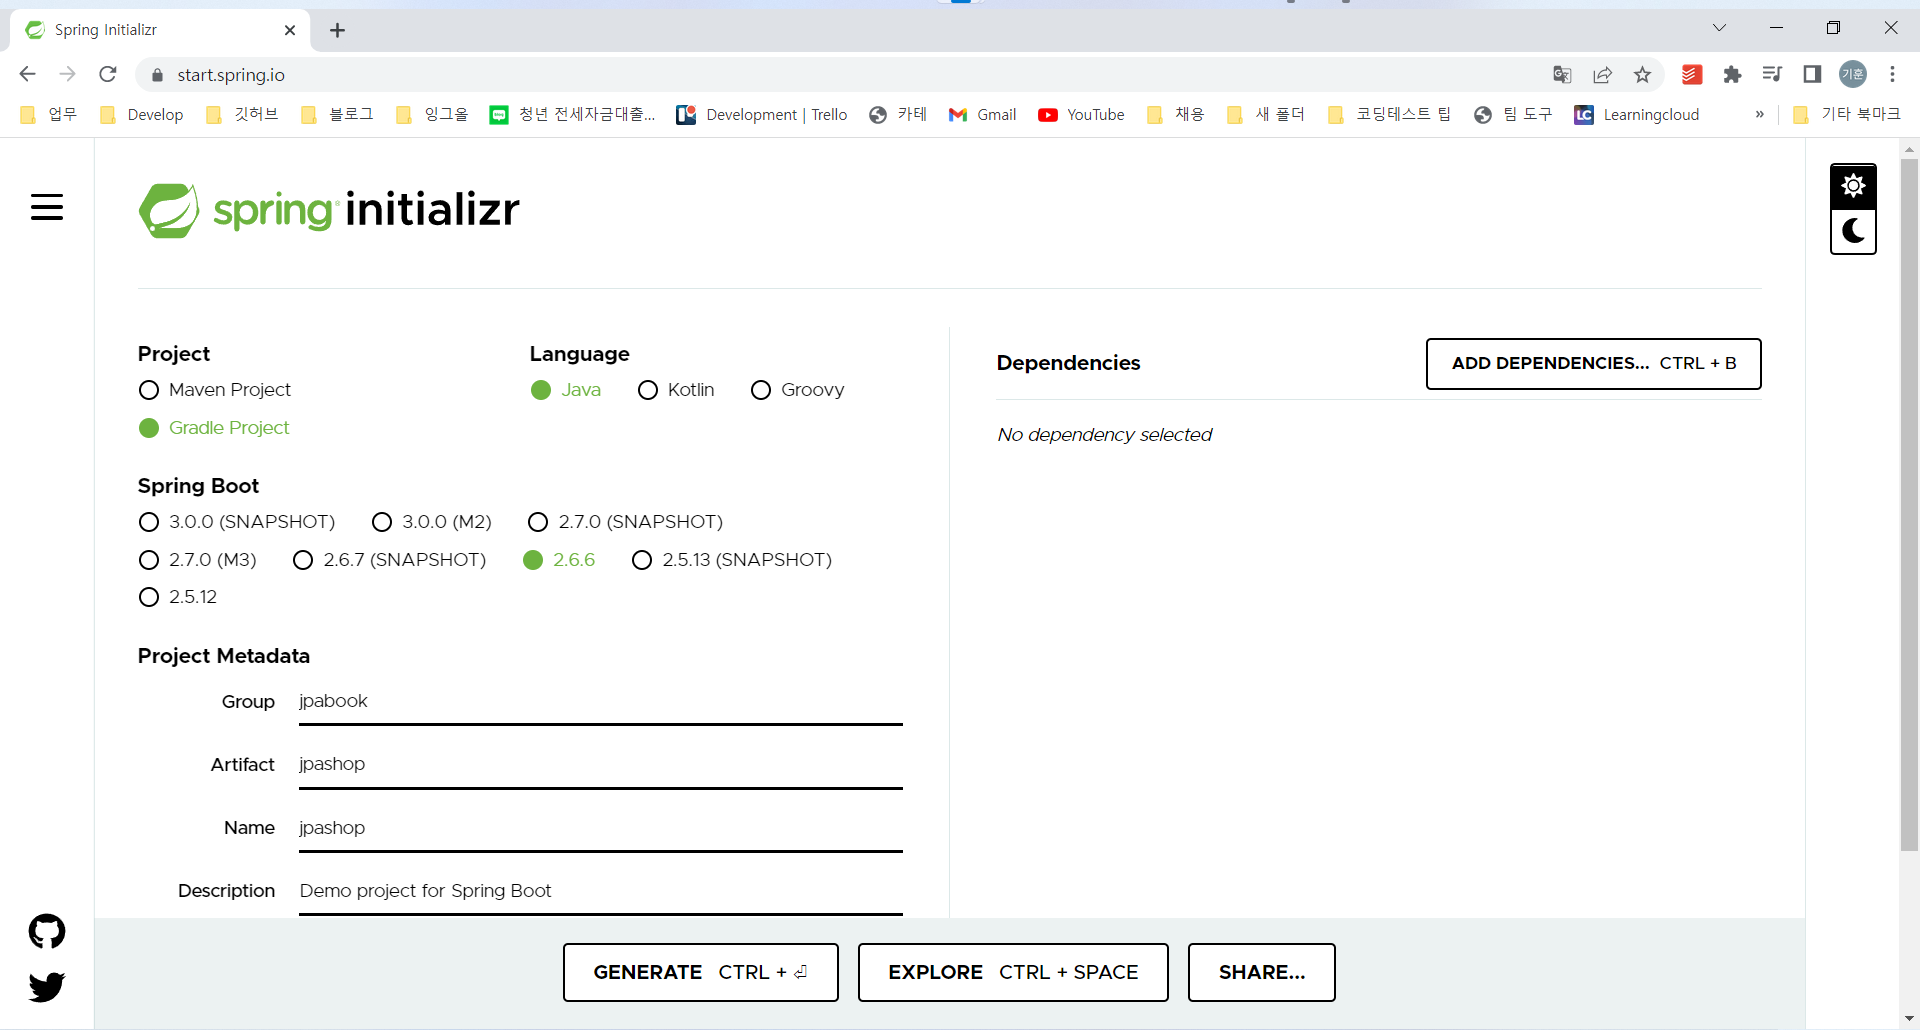 Spring Initializr
start.spring.io
기훈
업무 Develop 깃허브 블로그 잉그울 청년 전세자금대출... Development | Trello 카테 Gmail YouTube 채용 새 폴더 코딩테스트 팁 팀 도구 LC Learningcloud » 기타 북마크
spring initializr
Project
Maven Project
Gradle Project
Language
Java Kotlin Groovy
Spring Boot
3.0.0 (SNAPSHOT) 3.0.0 (M2) 2.7.0 (SNAPSHOT)
2.7.0 (M3) 2.6.7 (SNAPSHOT) 2.6.6 2.5.13 (SNAPSHOT)
2.5.12
Project Metadata
Group jpabook
Artifact jpashop
Name jpashop
Description Demo project for Spring Boot
Dependencies
ADD DEPENDENCIES... CTRL + B
No dependency selected
GENERATE CTRL + ⏎
EXPLORE CTRL + SPACE
SHARE...